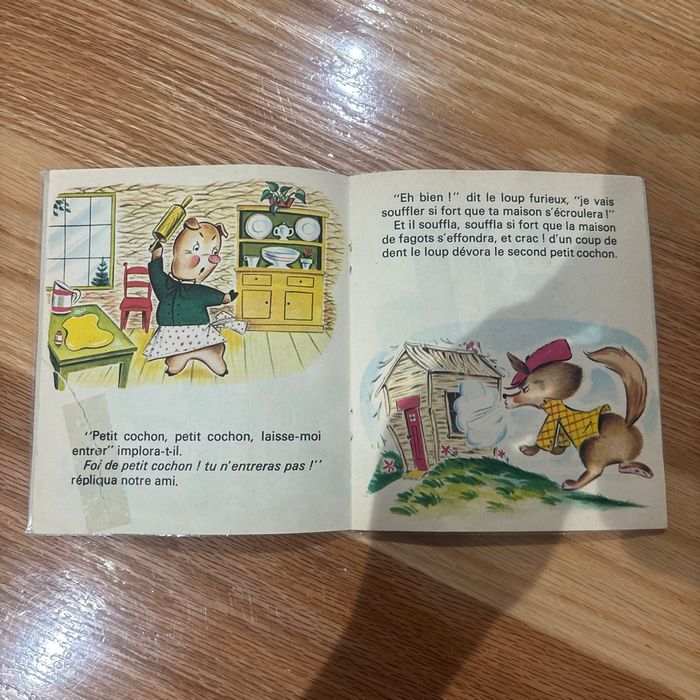 "Petit cochon, petit cochon, laisse-moi
entrer" implora-t-il.
Foi de petit cochon ! tu n'entreras pas !"
répliqua notre ami.
"Eh bien !" dit le loup furieux, "je vais
souffler si fort que ta maison s'écroulera !"
Et il souffla, souffla si fort que la maison
de fagots s'effondra, et crac ! d'un coup de
dent le loup dévora le second petit cochon.